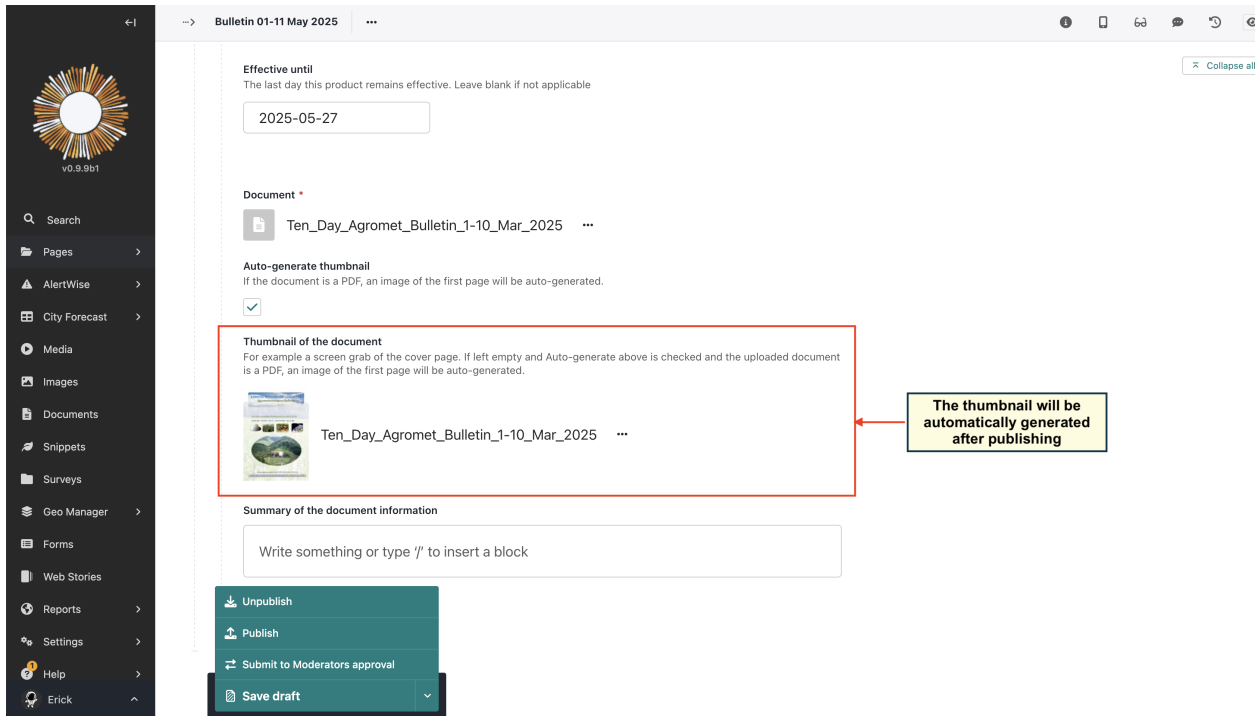 Bulletin 01-11 May 2025
v0.9.9b1
Search
Pages
AlertWise
City Forecast
Media
Images
Documents
Snippets
Surveys
Geo Manager
Forms
Web Stories
Reports
Settings
1
Help
Erick
Collapse all
Effective until
The last day this product remains effective. Leave blank if not applicable
2025-05-27
Document *
Ten_Day_Agromet_Bulletin_1-10_Mar_2025
Auto-generate thumbnail
If the document is a PDF, an image of the first page will be auto-generated.
Thumbnail of the document
For example a screen grab of the cover page. If left empty and Auto-generate above is checked and the uploaded document
is a PDF, an image of the first page will be auto-generated.
Ten_Day_Agromet_Bulletin_1-10_Mar_2025
The thumbnail will be
automatically generated
after publishing
Summary of the document information
Write something or type '/' to insert a block
Unpublish
Publish
Submit to Moderators approval
Save draft